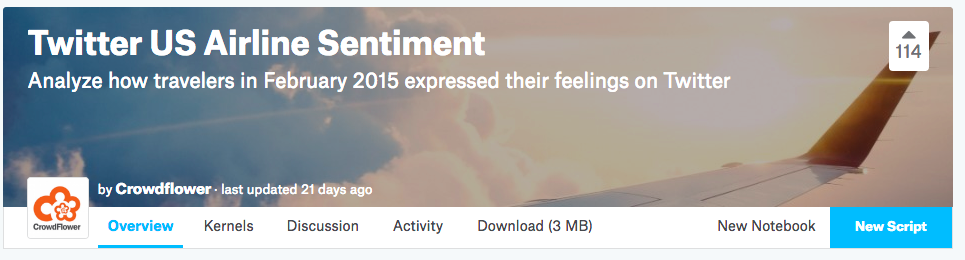 Twitter US Airline Sentiment
114
Analyze how travelers in February 2015 expressed their feelings on Twitter
by Crowdflower · last updated 21 days ago
CrowdFlower
Overview Kernels Discussion Activity Download (3 MB) New Notebook New Script